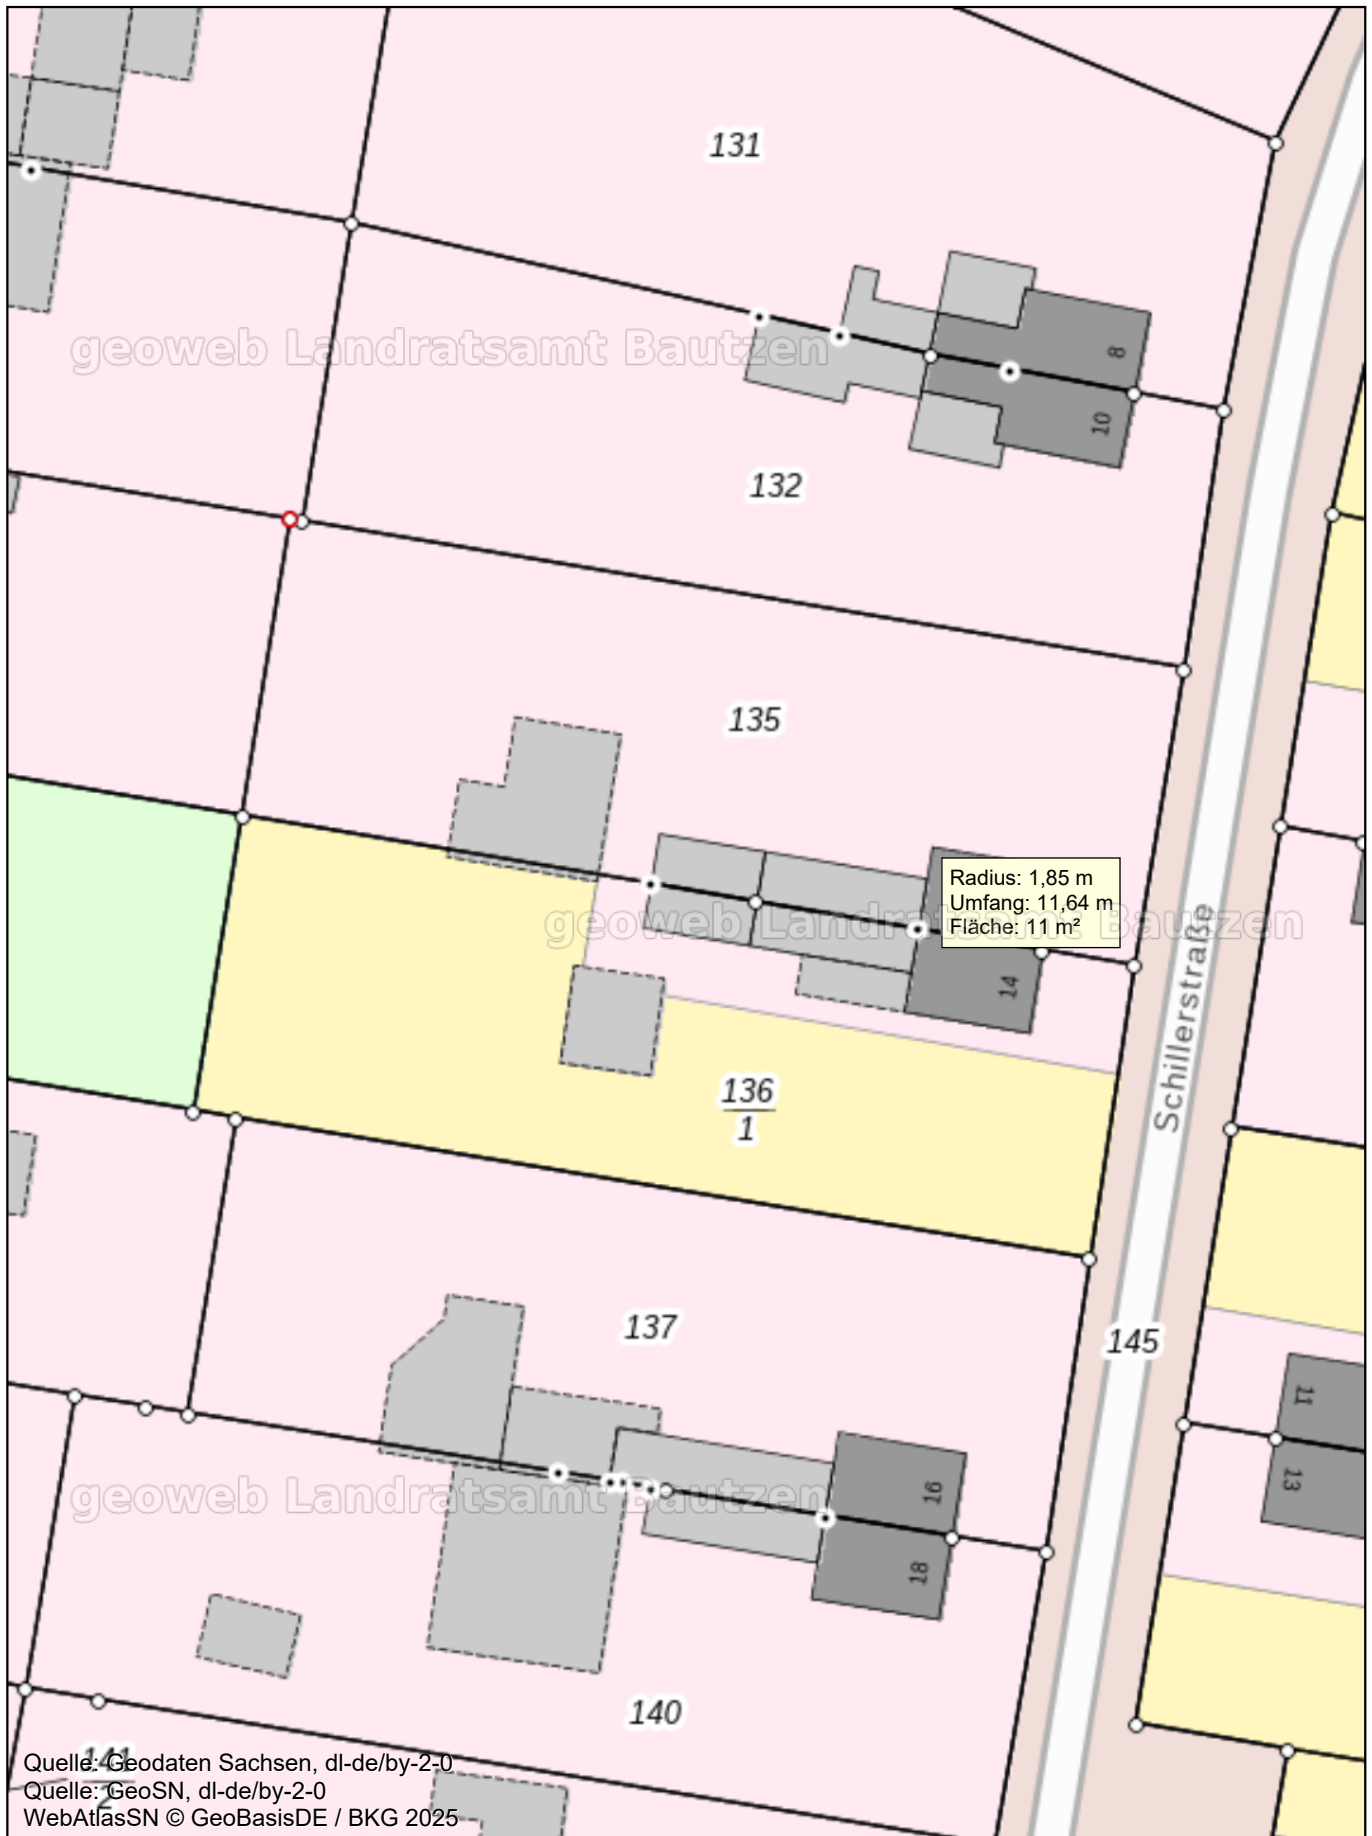 131
geoweb Landratsamt Bautzen
8
10
132
135
Radius: 1,85 m
Umfang: 11,64 m
Fläche: 11 m²
geoweb Landratsamt Bautzen
14
Schillerstraße
136
1
137
145
11
13
geoweb Landratsamt Bautzen
16
18
140
141
2
Quelle: Geodaten Sachsen, dl-de/by-2-0
Quelle: GeoSN, dl-de/by-2-0
WebAtlasSN © GeoBasisDE / BKG 2025